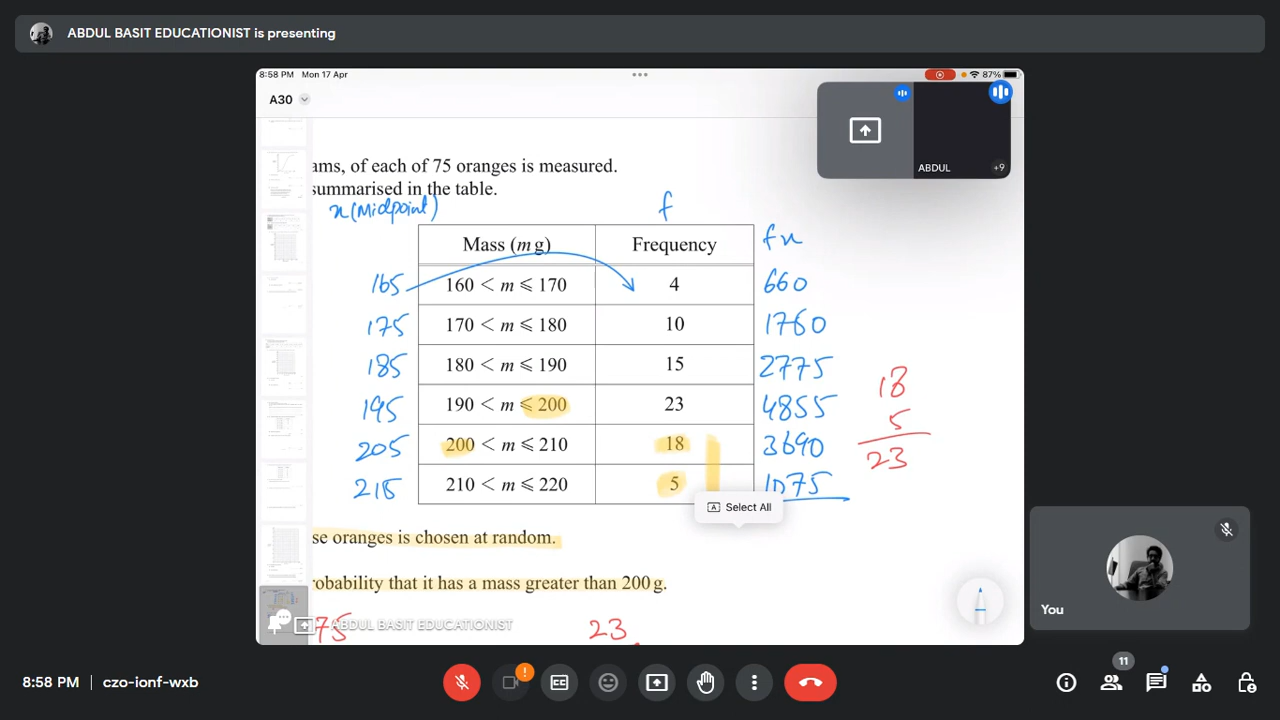 ABDUL BASIT EDUCATIONIST is presenting
8:58 PM Mon 17 Apr
87%
A30
ABDUL
+9
ams, of each of 75 oranges is measured.
summarised in the table.
x (Midpoint) f
Mass (m g) Frequency fx
165 160 < m ⩽ 170 4 660
175 170 < m ⩽ 180 10 1760
185 180 < m ⩽ 190 15 2775
195 190 < m ⩽ 200 23 4855
205 200 < m ⩽ 210 18 3690
215 210 < m ⩽ 220 5 1075
18
5
23
Select All
se oranges is chosen at random.
robability that it has a mass greater than 200 g.
75 23
ABDUL BASIT EDUCATIONIST
You
8:58 PM | czo-ionf-wxb
11